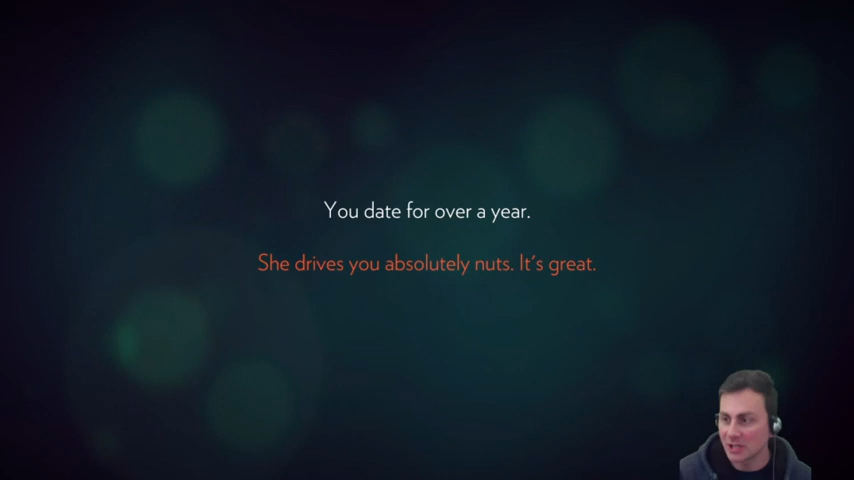 You date for over a year.
She drives you absolutely nuts. It's great.